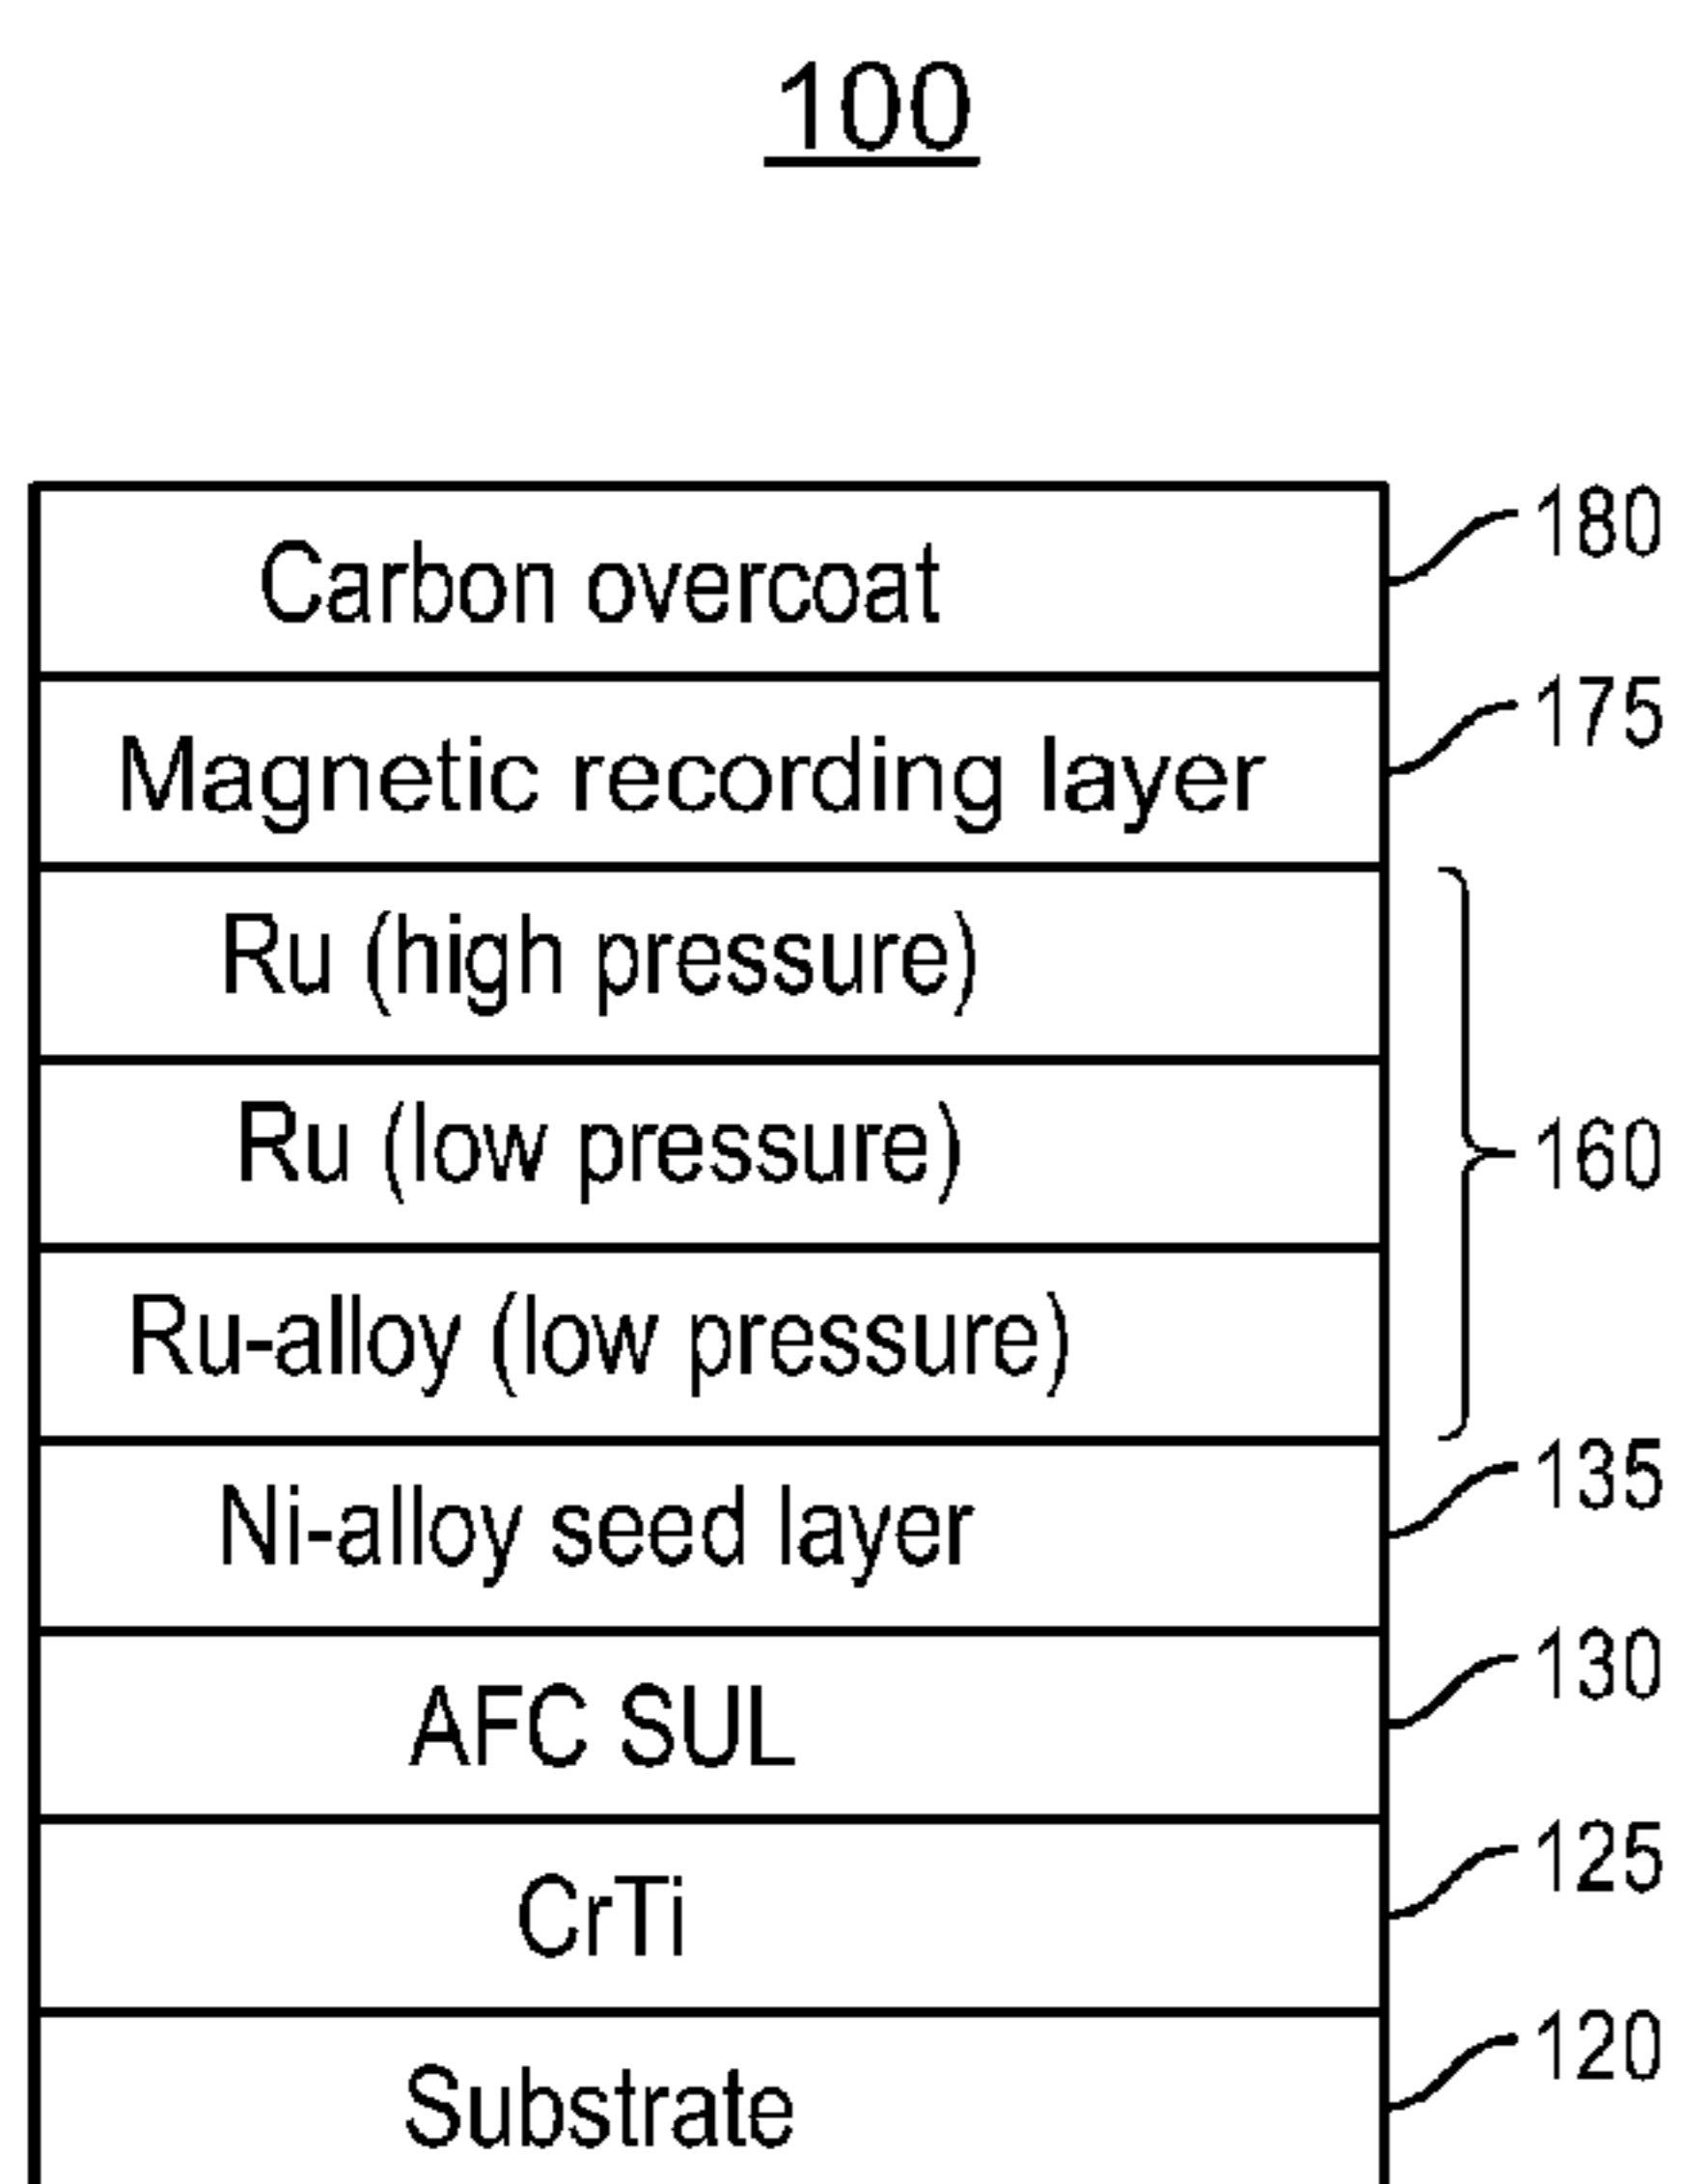 100
Carbon overcoat 180
Magnetic recording layer 175
Ru (high pressure)
Ru (low pressure) 160
Ru-alloy (low pressure)
Ni-alloy seed layer 135
AFC SUL 130
CrTi 125
Substrate 120